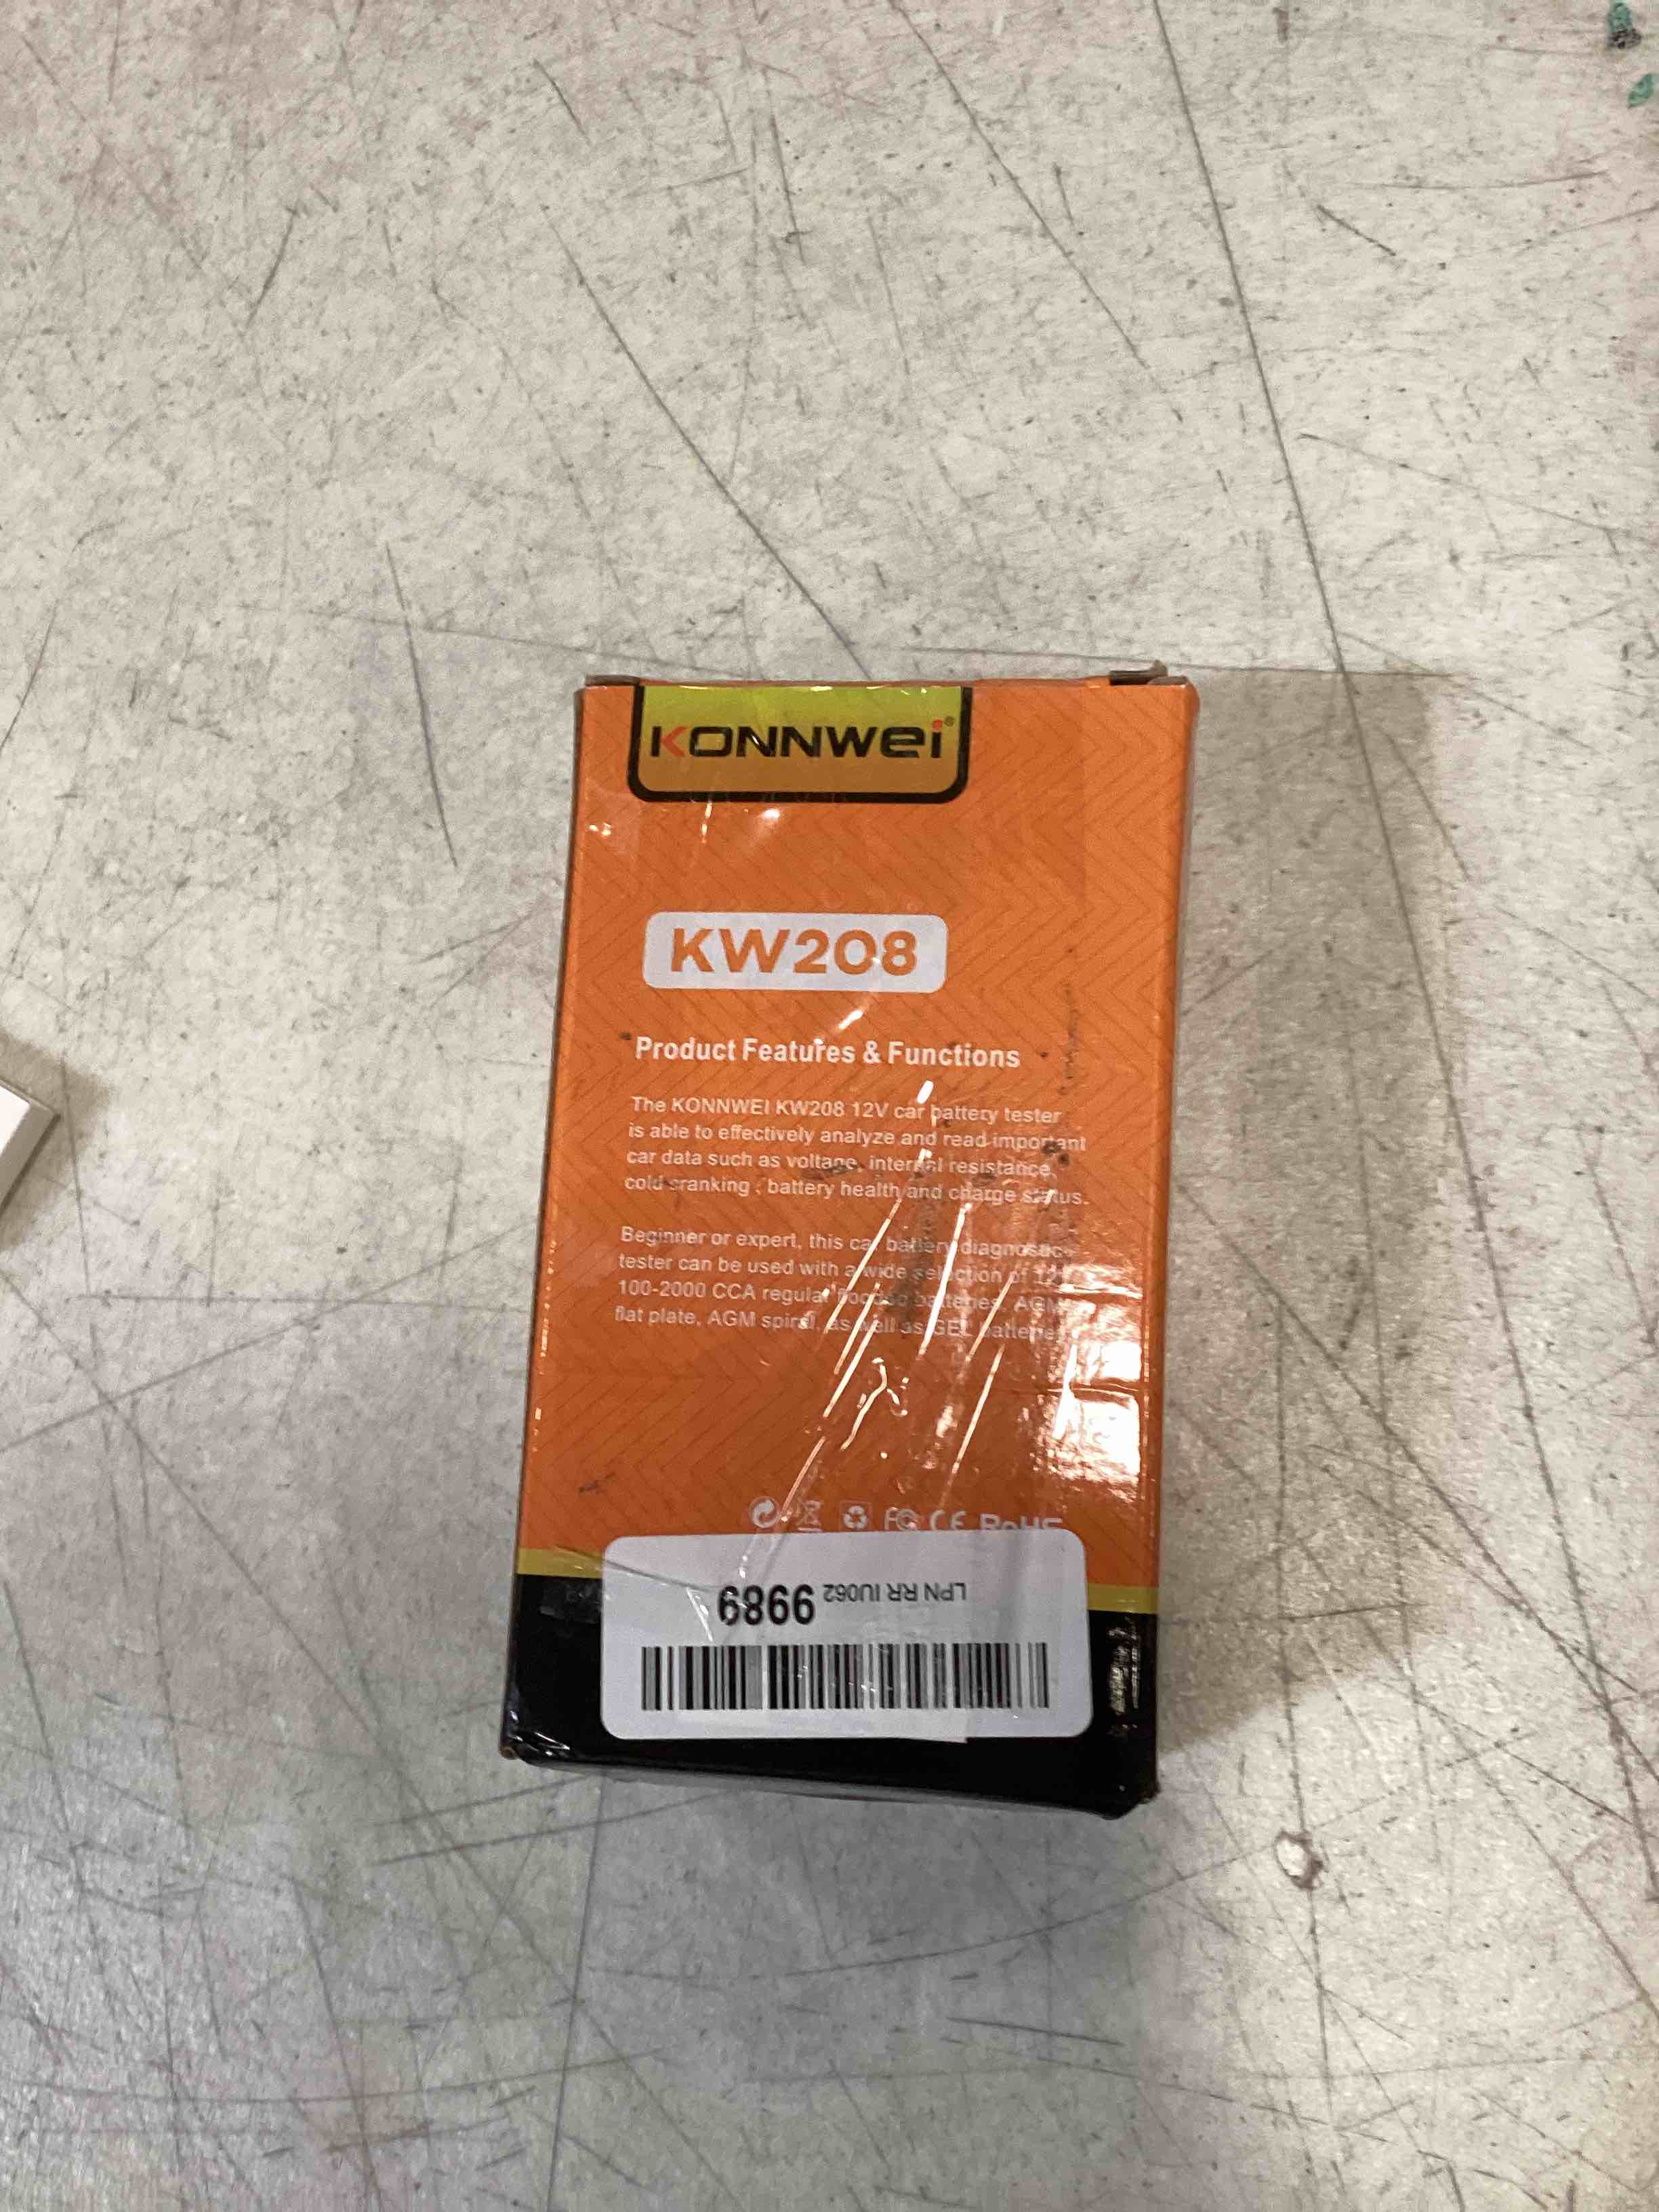 KONNWEI®
KW208
Product Features & Functions
The KONNWEI KW208 12V car battery tester
is able to effectively analyze and read important
car data such as voltage, internal resistance,
cold cranking , battery health and charge status.
Beginner or expert, this car battery diagnostic
tester can be used with a wide selection of 12V
100-2000 CCA regular flooded batteries, AGM
flat plate, AGM spiral, as well as GEL batteries.
FC CE RoHS
LPN RR IU062 9989